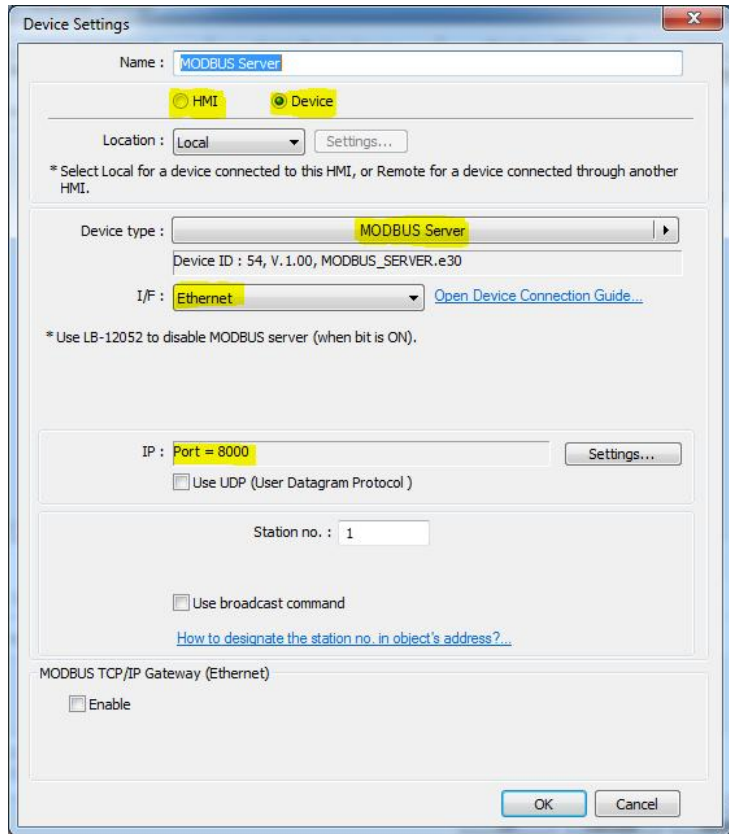 Device Settings
Name : MODBUS Server
HMI Device
Location : Local Settings...
* Select Local for a device connected to this HMI, or Remote for a device connected through another
HMI.
Device type : MODBUS Server
Device ID : 54, V.1.00, MODBUS_SERVER.e30
I/F : Ethernet Open Device Connection Guide...
* Use LB-12052 to disable MODBUS server (when bit is ON).
IP : Port = 8000 Settings...
Use UDP (User Datagram Protocol )
Station no. : 1
Use broadcast command
How to designate the station no. in object's address?...
MODBUS TCP/IP Gateway (Ethernet)
Enable
OK Cancel